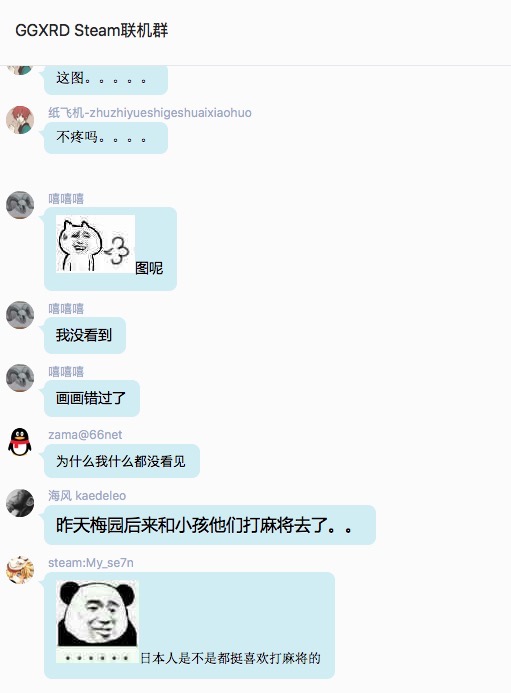 GGXRD Steam联机群
这图。。。。。
纸飞机-zhuzhiyueshigeshuaixiaohuo
不疼吗。。。。
嘻嘻嘻
图呢
嘻嘻嘻
我没看到
嘻嘻嘻
画画错过了
zama@66net
为什么我什么都没看见
海风 kaedeleo
昨天梅园后来和小孩他们打麻将去了。。
steam:My_se7n
······日本人是不是都挺喜欢打麻将的